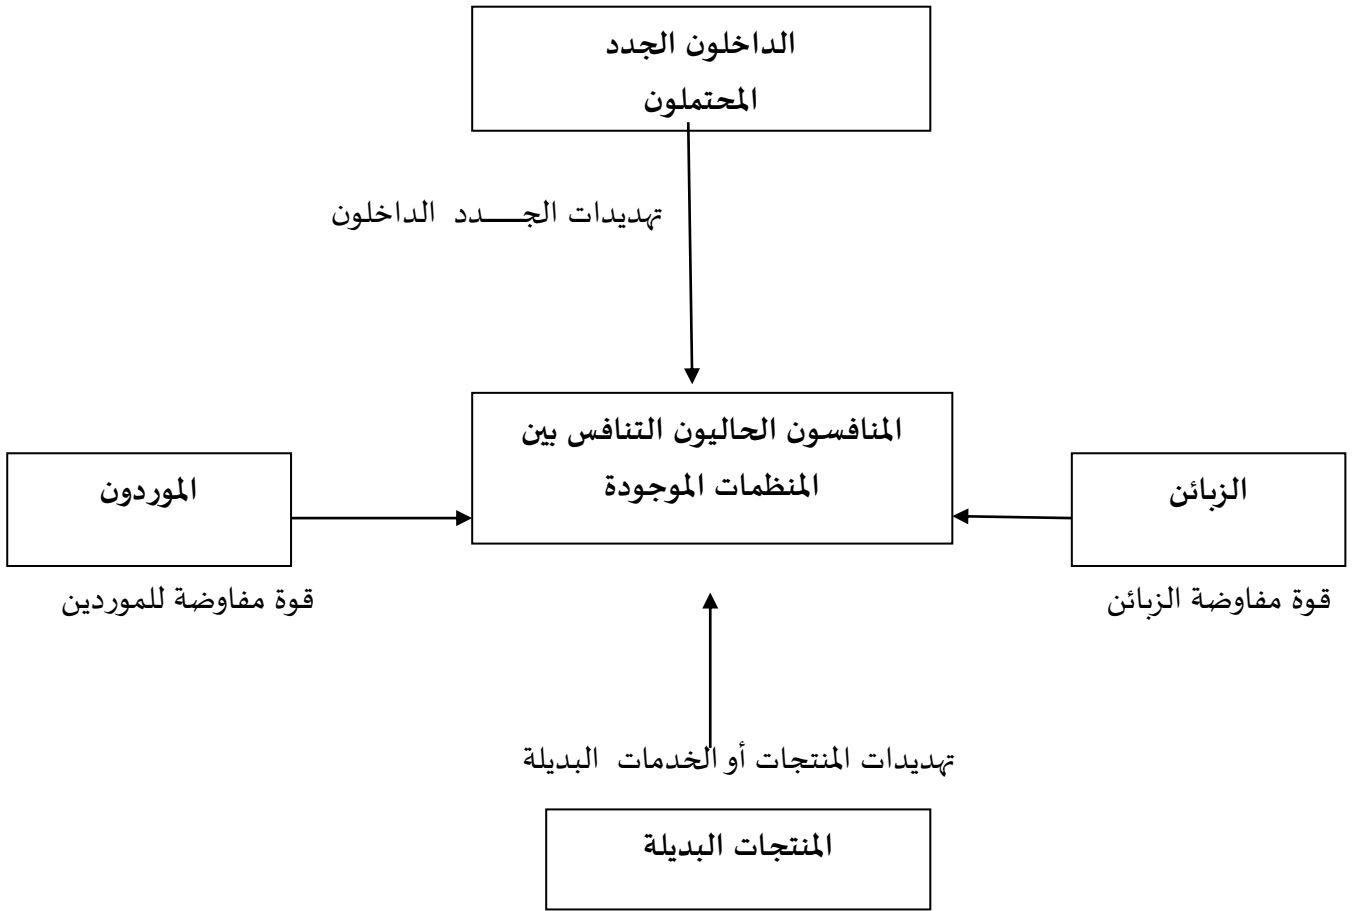 الداخلون الجدد
المحتملون
تهديدات الجـــــدد الداخلون
المنافسون الحاليون التنافس بين
المنظمات الموجودة
الزبائن
الموردون
قوة مفاوضة الزبائن
قوة مفاوضة للموردين
تهديدات المنتجات أو الخدمات البديلة
المنتجات البديلة